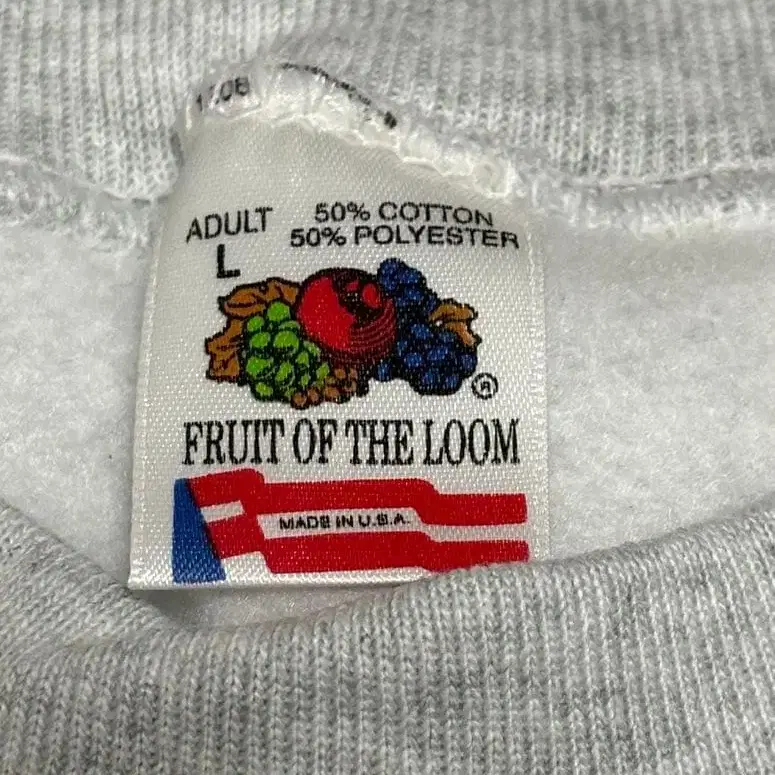 ADULT
L
50% COTTON
50% POLYESTER
®
FRUIT OF THE LOOM
MADE IN U.S.A.